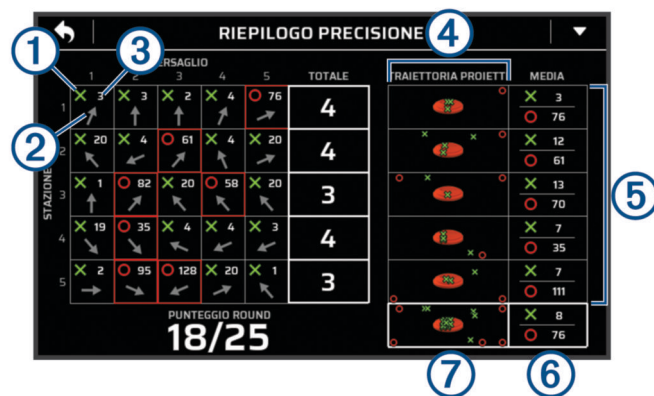 RIEPILOGO PRECISIONE
4
1
3
ERSAGLIO
1 2 3 4 5
TOTALE
TRAIETTORIA PROIETT
MEDIA
1 3 3 2 4 76 4 3 76
2
2 20 4 61 4 20 4 12 61
STAZIONE
3 1 82 20 58 20 3 13 70
5
4 19 35 4 4 3 4 7 35
5 2 95 128 20 1 3 7 111
PUNTEGGIO ROUND
18/25
8 76
7
6